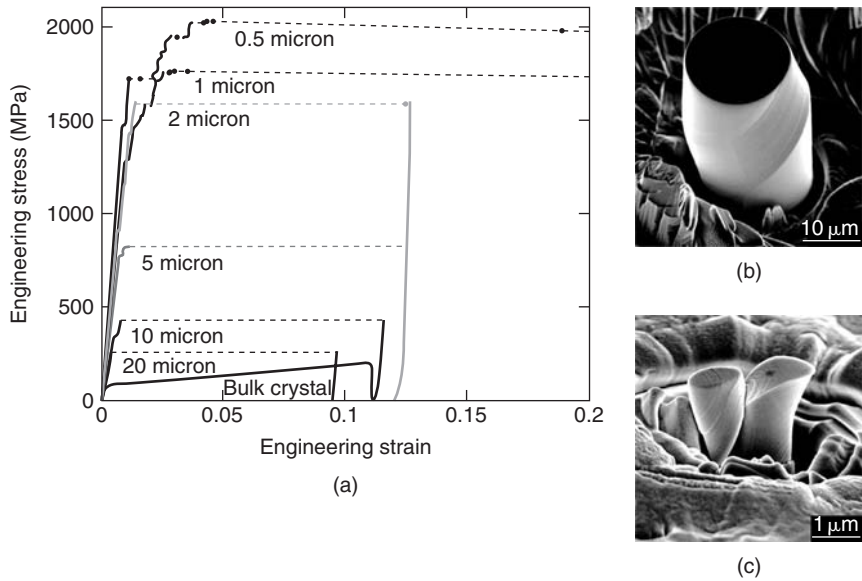 2000
1500
1000
500
0
Engineering stress (MPa)
0.5 micron
1 micron
2 micron
5 micron
10 micron
20 micron
Bulk crystal
0
0.05
0.1
0.15
0.2
Engineering strain
(a)
10 μm
(b)
1 μm
(c)